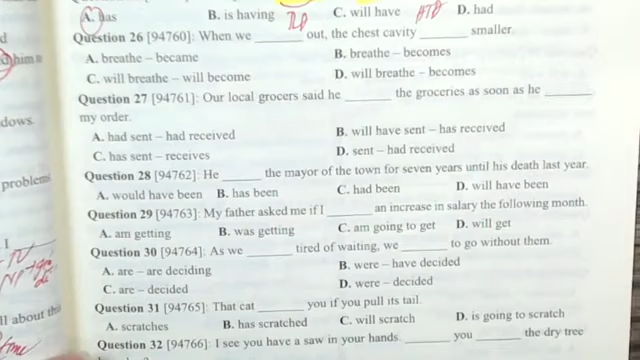 A. has B. is having C. will have D. had
Question 26 [94760]: When we ______ out, the chest cavity ______ smaller.
A. breathe – became B. breathe – becomes
C. will breathe – will become D. will breathe – becomes
Question 27 [94761]: Our local grocers said he ______ the groceries as soon as he ______
my order.
A. had sent – had received B. will have sent – has received
C. has sent – receives D. sent – had received
Question 28 [94762]: He ______ the mayor of the town for seven years until his death last year.
A. would have been B. has been C. had been D. will have been
Question 29 [94763]: My father asked me if I ______ an increase in salary the following month.
A. am getting B. was getting C. am going to get D. will get
Question 30 [94764]: As we ______ tired of waiting, we ______ to go without them.
A. are – are deciding B. were – have decided
C. are – decided D. were – decided
Question 31 [94765]: That cat ______ you if you pull its tail.
A. scratches B. has scratched C. will scratch D. is going to scratch
Question 32 [94766]: I see you have a saw in your hands. ______ you ______ the dry tree
him
dows
problems
I
ll about this
time